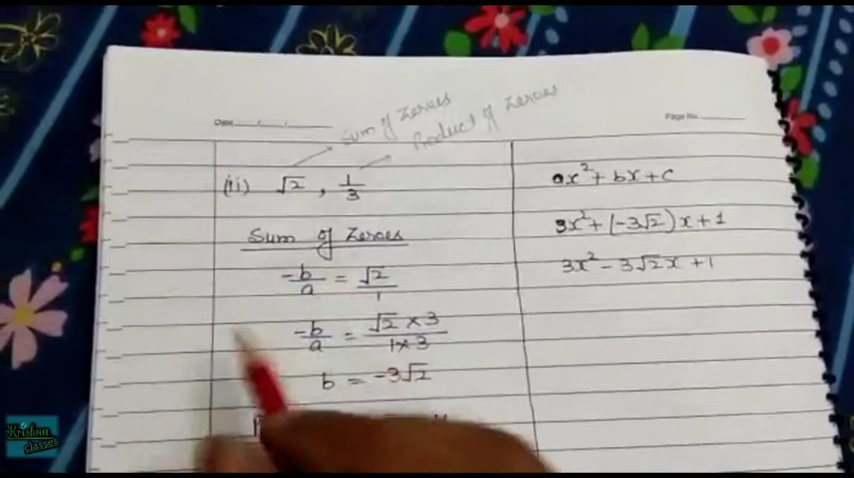 Date
Page No
Sum of Zeroes
Product of Zeroes
(ii) √2 , 1/3
Sum of Zeroes
-b/a = √2/1
-b/a = √2 × 3/1 × 3
b = -3√2
ax² + bx + c
3x² + (-3√2) x + 1
3x² - 3√2x + 1
Krishna
classes